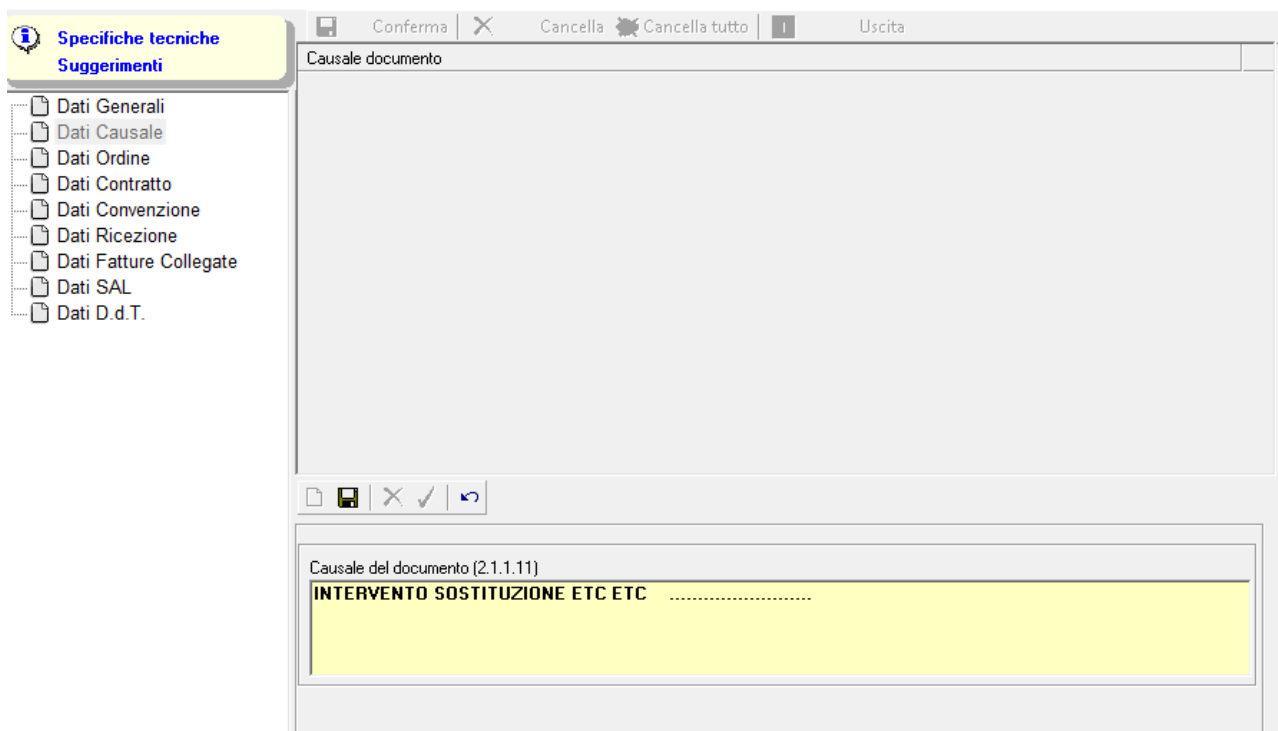 Specifiche tecniche
Suggerimenti
Conferma Cancella Cancella tutto Uscita
Causale documento
Dati Generali
Dati Causale
Dati Ordine
Dati Contratto
Dati Convenzione
Dati Ricezione
Dati Fatture Collegate
Dati SAL
Dati D.d.T.
Causale del documento (2.1.1.11)
INTERVENTO SOSTITUZIONE ETC ETC .........................